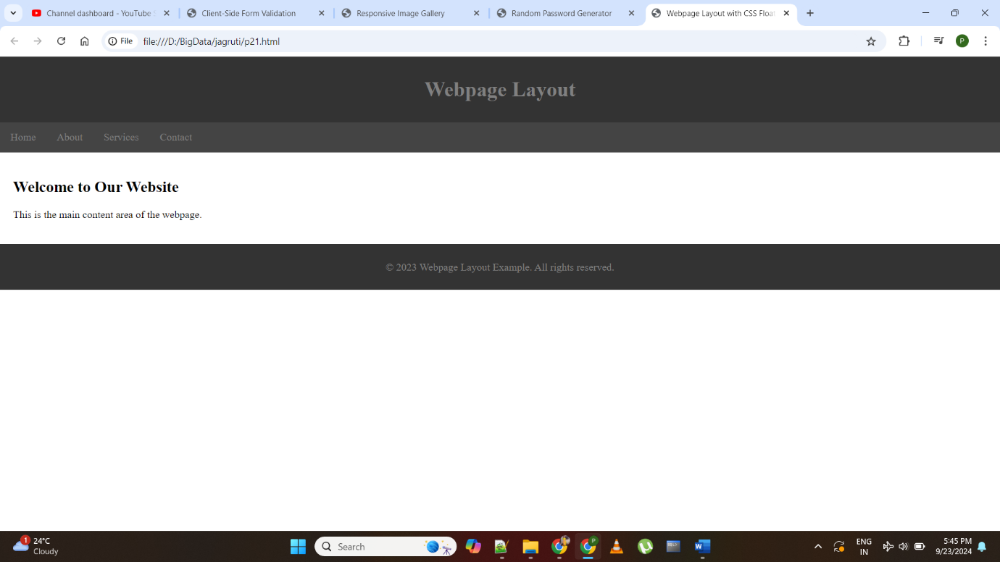 Channel dashboard - YouTube
Client-Side Form Validation
Responsive Image Gallery
Random Password Generator
Webpage Layout with CSS Float
File
file:///D:/BigData/jagruti/p21.html
P
Webpage Layout
Home About Services Contact
Welcome to Our Website
This is the main content area of the webpage.
© 2023 Webpage Layout Example. All rights reserved.
1
24°C
Cloudy
Search
P
W
ENG
IN
5:45 PM
9/23/2024